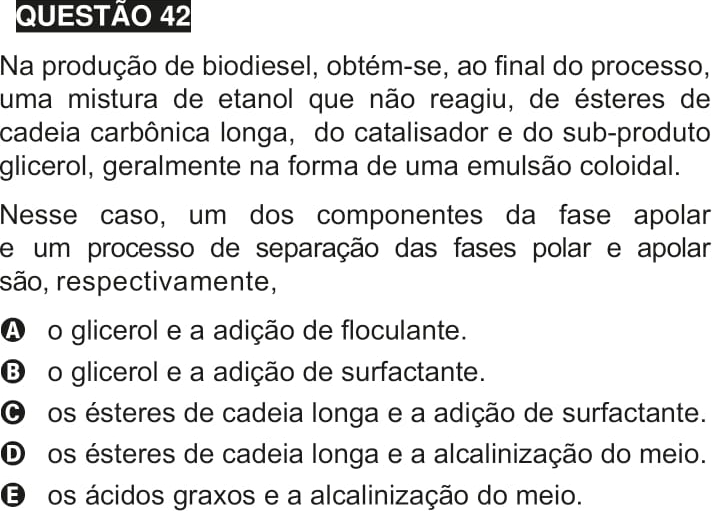 QUESTÃO 42
Na produção de biodiesel, obtém-se, ao final do processo,
uma mistura de etanol que não reagiu, de ésteres de
cadeia carbônica longa, do catalisador e do sub-produto
glicerol, geralmente na forma de uma emulsão coloidal.
Nesse caso, um dos componentes da fase apolar
e um processo de separação das fases polar e apolar
são, respectivamente,
A o glicerol e a adição de floculante.
B o glicerol e a adição de surfactante.
C os ésteres de cadeia longa e a adição de surfactante.
D os ésteres de cadeia longa e a alcalinização do meio.
E os ácidos graxos e a alcalinização do meio.